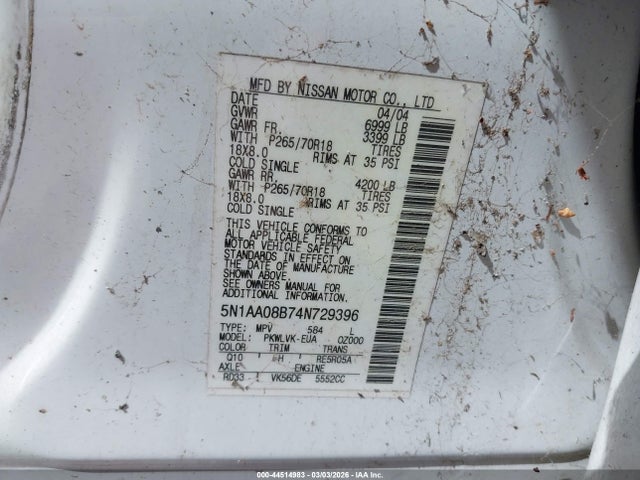 MFD BY NISSAN MOTOR CO., LTD
DATE 04/04
GVWR 6999 LB
GAWR FR. 3399 LB
WITH P265/70R18 TIRES
18X8.0 RIMS AT 35 PSI
COLD SINGLE
GAWR RR. 4200 LB
WITH P265/70R18 TIRES
18X8.0 RIMS AT 35 PSI
COLD SINGLE
THIS VEHICLE CONFORMS TO
ALL APPLICABLE FEDERAL
MOTOR VEHICLE SAFETY
STANDARDS IN EFFECT ON
THE DATE OF MANUFACTURE
SHOWN ABOVE.
SEE OWNERS MANUAL FOR
AND INFORMATION
5N1AA08B74N729396
TYPE: MPV 584 L
MODEL: PKWLVK-EUA 0Z000
COLOR TRIM TRANS
Q10 H RE5R05A
AXLE ENGINE
RD33 VK56DE 5552CC
000-44514983 - 03/03/2026 - IAA Inc.